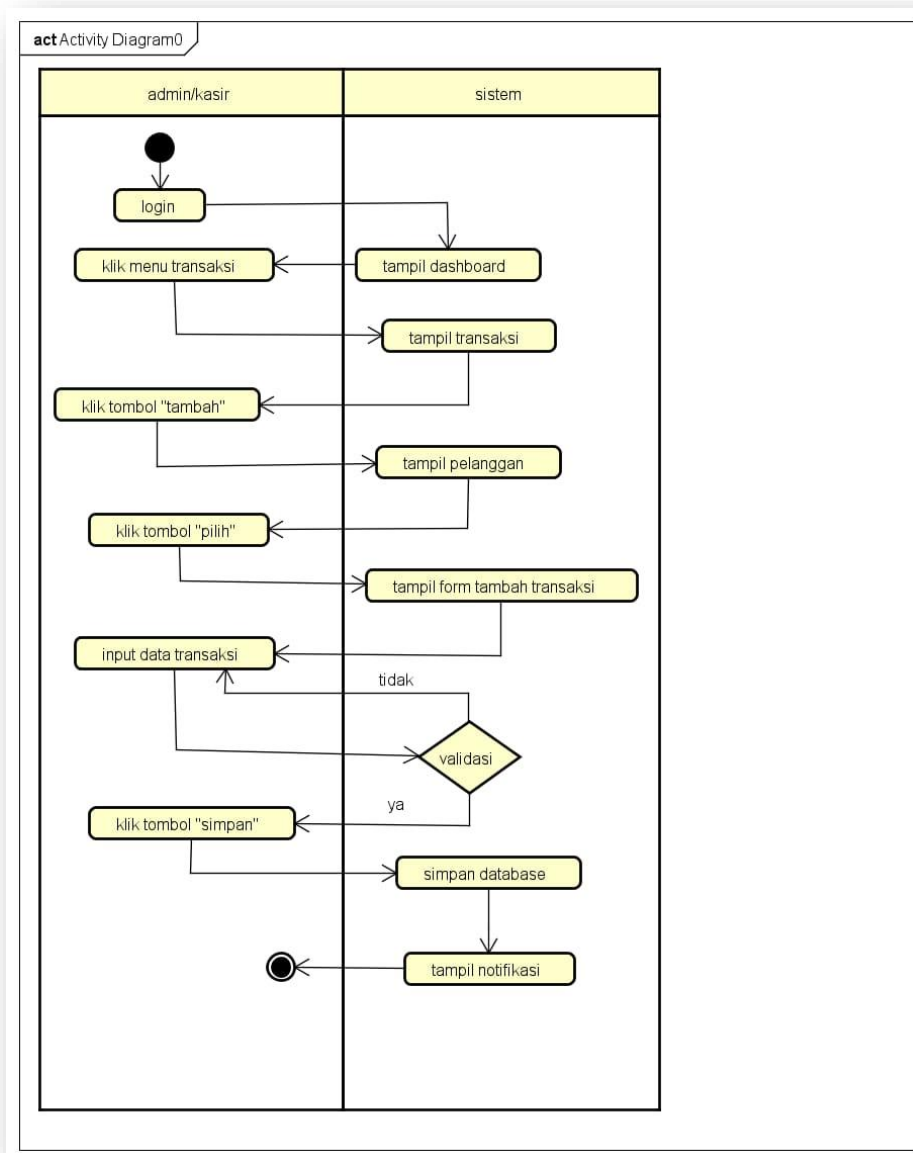 act Activity Diagram0
admin/kasir
sistem
login
klik menu transaksi
tampil dashboard
tampil transaksi
klik tombol "tambah"
tampil pelanggan
klik tombol "pilih"
tampil form tambah transaksi
input data transaksi
tidak
validasi
ya
klik tombol "simpan"
simpan database
tampil notifikasi